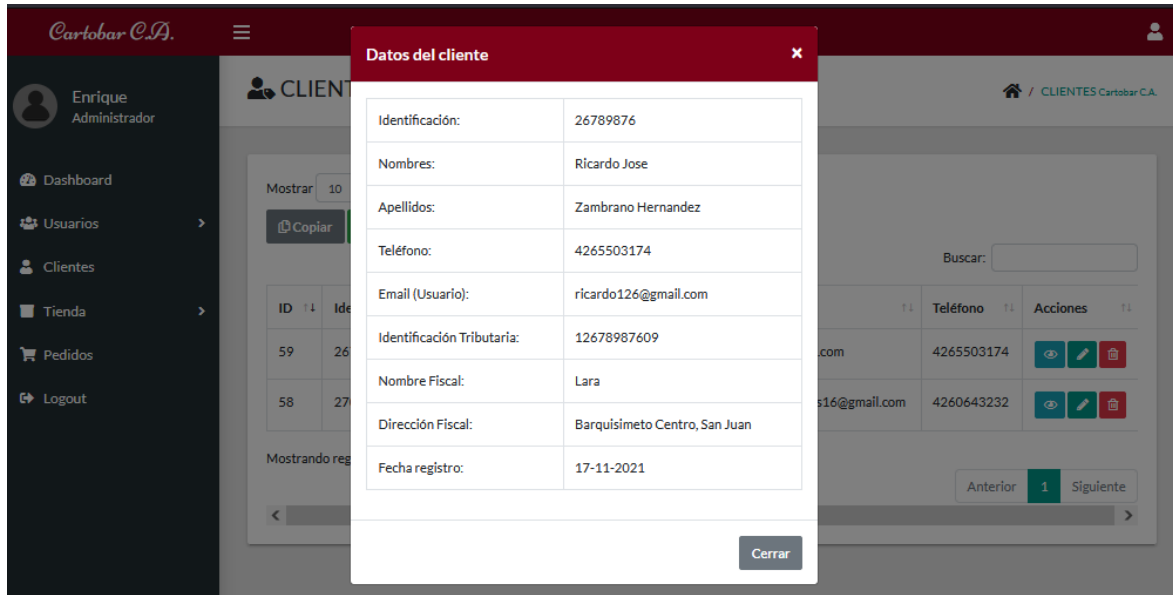 Cartobar C.A.
Enrique
Administrador
Dashboard
Usuarios
Clientes
Tienda
Pedidos
Logout
CLIENT
/ CLIENTES Cartobar C.A.
Mostrar 10
Copiar
Buscar:
ID Ide Teléfono Acciones
59 26 .com 4265503174
58 27 s16@gmail.com 4260643232
Mostrando reg
Anterior 1 Siguiente
Datos del cliente ×
Identificación: 26789876
Nombres: Ricardo Jose
Apellidos: Zambrano Hernandez
Teléfono: 4265503174
Email (Usuario): ricardo126@gmail.com
Identificación Tributaria: 12678987609
Nombre Fiscal: Lara
Dirección Fiscal: Barquisimeto Centro, San Juan
Fecha registro: 17-11-2021
Cerrar